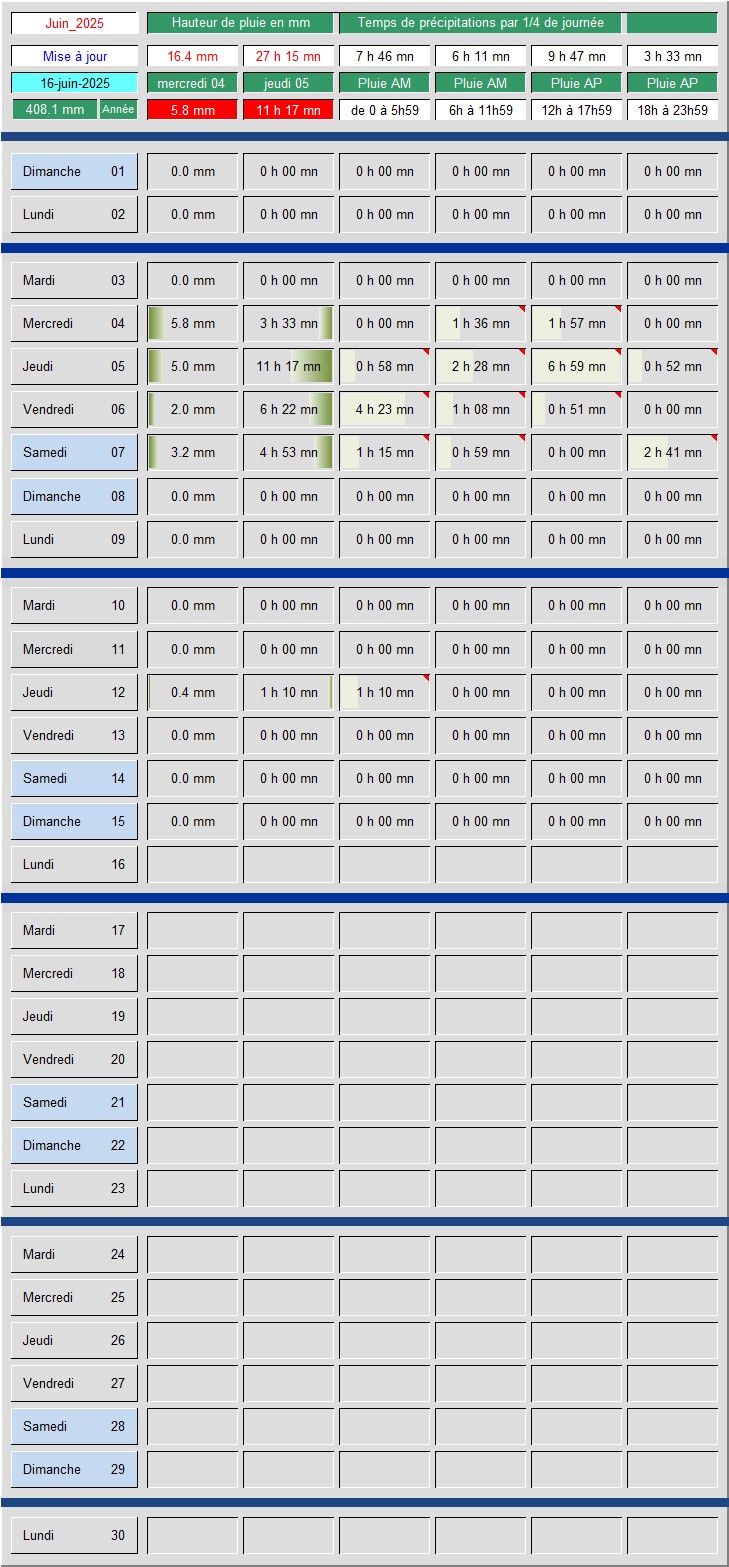 Juin_2025 Hauteur de pluie en mm Temps de précipitations par 1/4 de journée
Mise à jour 16.4 mm 27 h 15 mn 7 h 46 mn 6 h 11 mn 9 h 47 mn 3 h 33 mn
16-juin-2025 mercredi 04 jeudi 05 Pluie AM Pluie AM Pluie AP Pluie AP
408.1 mm Année 5.8 mm 11 h 17 mn de 0 à 5h59 6h à 11h59 12h à 17h59 18h à 23h59
Dimanche 01 0.0 mm 0 h 00 mn 0 h 00 mn 0 h 00 mn 0 h 00 mn 0 h 00 mn
Lundi 02 0.0 mm 0 h 00 mn 0 h 00 mn 0 h 00 mn 0 h 00 mn 0 h 00 mn
Mardi 03 0.0 mm 0 h 00 mn 0 h 00 mn 0 h 00 mn 0 h 00 mn 0 h 00 mn
Mercredi 04 5.8 mm 3 h 33 mn 0 h 00 mn 1 h 36 mn 1 h 57 mn 0 h 00 mn
Jeudi 05 5.0 mm 11 h 17 mn 0 h 58 mn 2 h 28 mn 6 h 59 mn 0 h 52 mn
Vendredi 06 2.0 mm 6 h 22 mn 4 h 23 mn 1 h 08 mn 0 h 51 mn 0 h 00 mn
Samedi 07 3.2 mm 4 h 53 mn 1 h 15 mn 0 h 59 mn 0 h 00 mn 2 h 41 mn
Dimanche 08 0.0 mm 0 h 00 mn 0 h 00 mn 0 h 00 mn 0 h 00 mn 0 h 00 mn
Lundi 09 0.0 mm 0 h 00 mn 0 h 00 mn 0 h 00 mn 0 h 00 mn 0 h 00 mn
Mardi 10 0.0 mm 0 h 00 mn 0 h 00 mn 0 h 00 mn 0 h 00 mn 0 h 00 mn
Mercredi 11 0.0 mm 0 h 00 mn 0 h 00 mn 0 h 00 mn 0 h 00 mn 0 h 00 mn
Jeudi 12 0.4 mm 1 h 10 mn 1 h 10 mn 0 h 00 mn 0 h 00 mn 0 h 00 mn
Vendredi 13 0.0 mm 0 h 00 mn 0 h 00 mn 0 h 00 mn 0 h 00 mn 0 h 00 mn
Samedi 14 0.0 mm 0 h 00 mn 0 h 00 mn 0 h 00 mn 0 h 00 mn 0 h 00 mn
Dimanche 15 0.0 mm 0 h 00 mn 0 h 00 mn 0 h 00 mn 0 h 00 mn 0 h 00 mn
Lundi 16
Mardi 17
Mercredi 18
Jeudi 19
Vendredi 20
Samedi 21
Dimanche 22
Lundi 23
Mardi 24
Mercredi 25
Jeudi 26
Vendredi 27
Samedi 28
Dimanche 29
Lundi 30